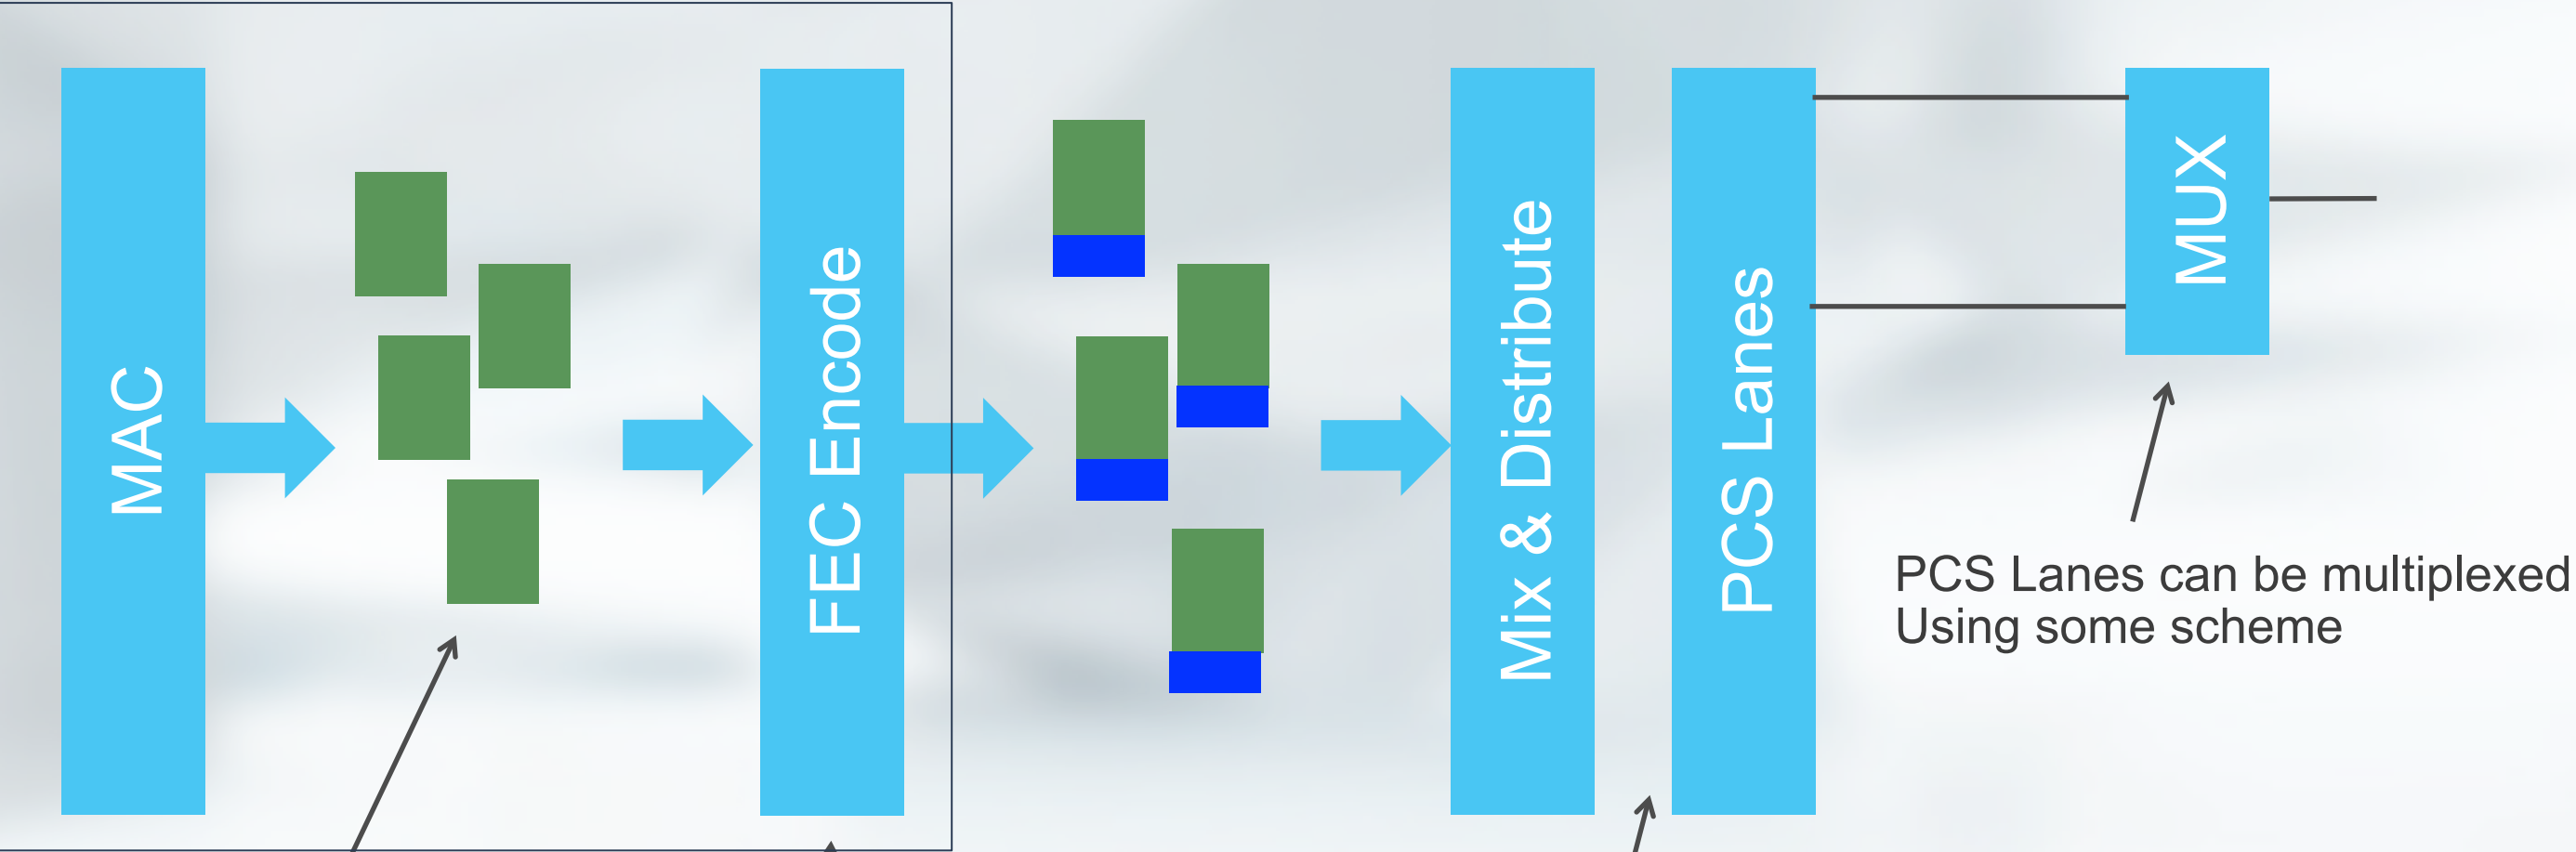 MAC
FEC Encode
Mix & Distribute
PCS Lanes
MUX
PCS Lanes can be multiplexed
Using some scheme